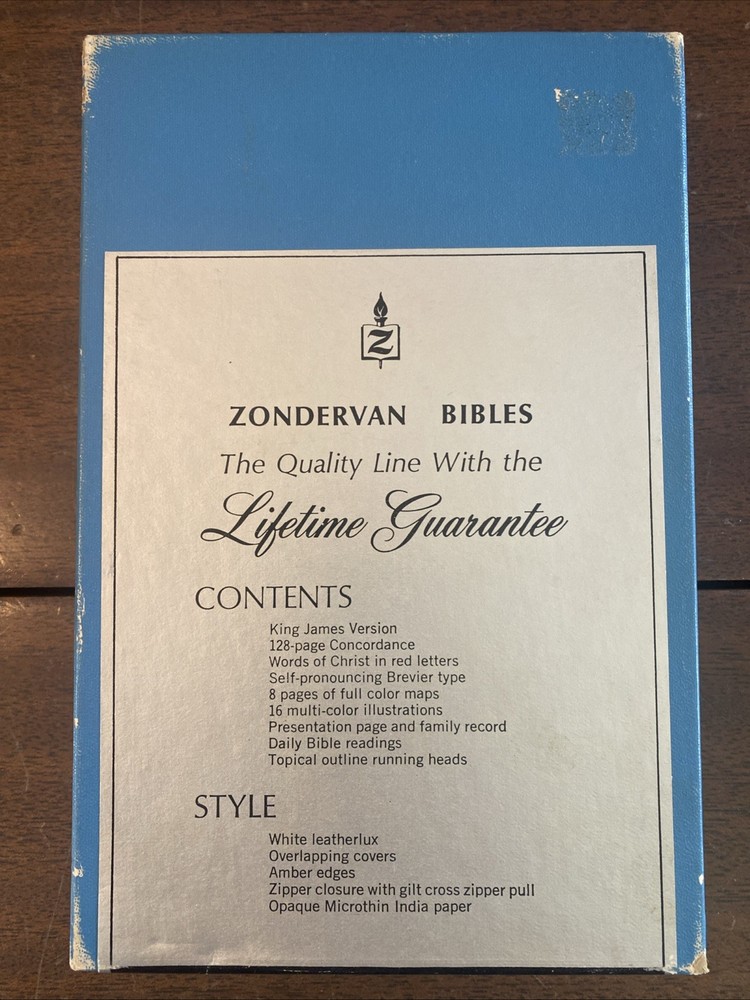 Z
ZONDERVAN BIBLES
The Quality Line With the
Lifetime Guarantee
CONTENTS
King James Version
128-page Concordance
Words of Christ in red letters
Self-pronouncing Brevier type
8 pages of full color maps
16 multi-color illustrations
Presentation page and family record
Daily Bible readings
Topical outline running heads
STYLE
White leatherlux
Overlapping covers
Amber edges
Zipper closure with gilt cross zipper pull
Opaque Microthin India paper